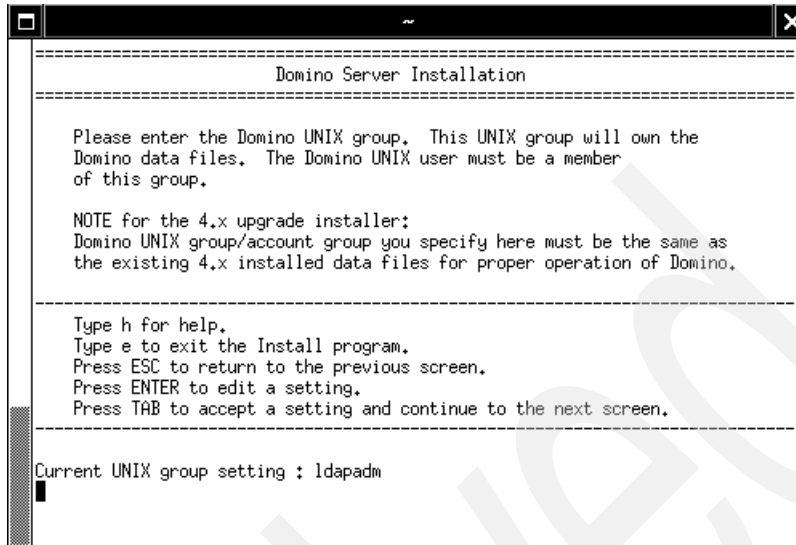 ~
================================================================================
Domino Server Installation
================================================================================
Please enter the Domino UNIX group. This UNIX group will own the
Domino data files. The Domino UNIX user must be a member
of this group.
NOTE for the 4.x upgrade installer:
Domino UNIX group/account group you specify here must be the same as
the existing 4.x installed data files for proper operation of Domino.
--------------------------------------------------------------------------------
Type h for help.
Type e to exit the Install program.
Press ESC to return to the previous screen.
Press ENTER to edit a setting.
Press TAB to accept a setting and continue to the next screen.
--------------------------------------------------------------------------------
Current UNIX group setting : ldapadm